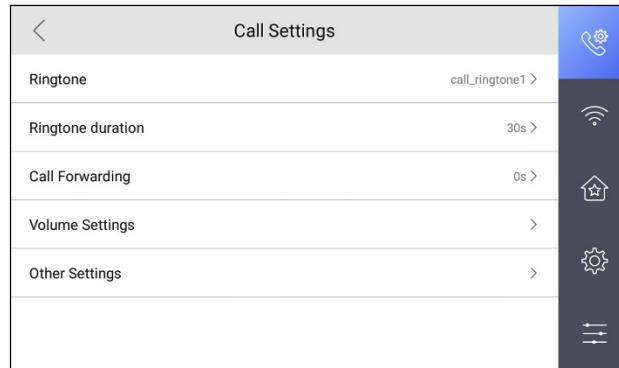 Call Settings
Ringtone call_ringtone1
Ringtone duration 30s
Call Forwarding 0s
Volume Settings
Other Settings